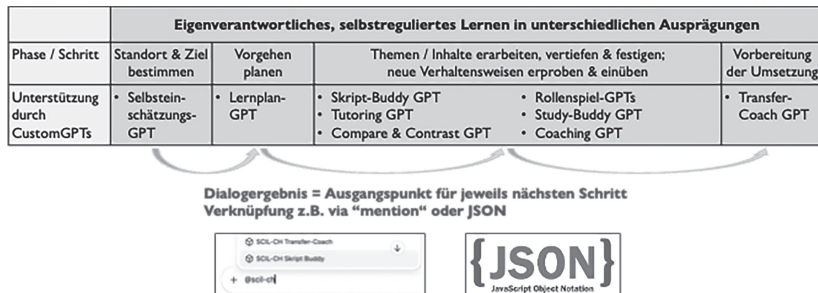 Eigenverantwortliches, selbstreguliertes Lernen in unterschiedlichen Ausprägungen
Phase / Schritt
Standort & Ziel
bestimmen
Vorgehen
planen
Themen / Inhalte erarbeiten, vertiefen & festigen;
neue Verhaltensweisen erproben & einüben
Vorbereitung
der Umsetzung
Unterstützung
durch
CustomGPTs
• Selbstein-
schätzungs-
GPT
• Lernplan-
GPT
• Skript-Buddy GPT
• Tutoring GPT
• Compare & Contrast GPT
• Rollenspiel-GPTs
• Study-Buddy GPT
• Coaching GPT
• Transfer-
Coach GPT
Dialogergebnis = Ausgangspunkt für jeweils nächsten Schritt
Verknüpfung z.B. via “mention“ oder JSON
SCIL-CH Transfer-Coach
SCIL-CH Skript Buddy
+ @scil-ch
{JSON}
JavaScript Object Notation